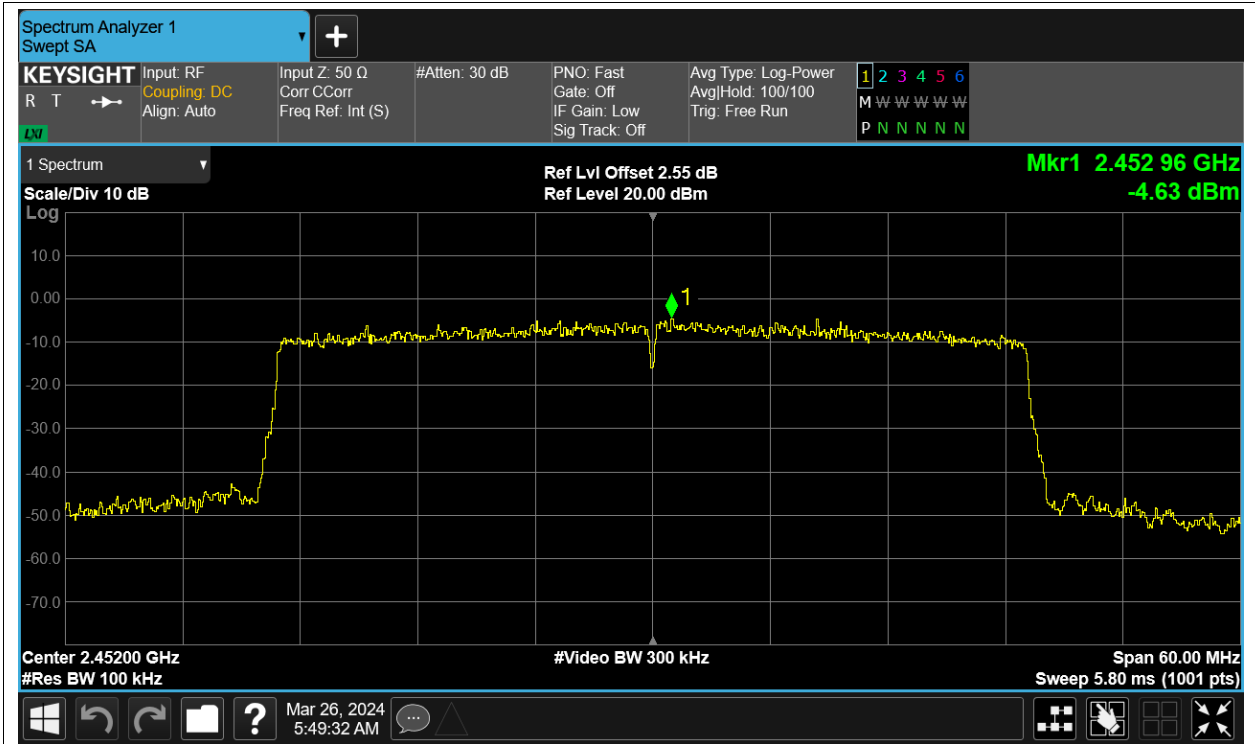 Spectrum Analyzer 1
Swept SA
KEYSIGHT
R T
LXI
Input: RF
Coupling: DC
Align: Auto
Input Z: 50 Ω
Corr CCorr
Freq Ref: Int (S)
#Atten: 30 dB
PNO: Fast
Gate: Off
IF Gain: Low
Sig Track: Off
Avg Type: Log-Power
Avg|Hold: 100/100
Trig: Free Run
1 2 3 4 5 6
M W W W W W
P N N N N N
1 Spectrum
Scale/Div 10 dB
Log
Ref Lvl Offset 2.55 dB
Ref Level 20.00 dBm
Mkr1 2.452 96 GHz
-4.63 dBm
10.0
0.00
-10.0
-20.0
-30.0
-40.0
-50.0
-60.0
-70.0
1
Center 2.45200 GHz
#Res BW 100 kHz
#Video BW 300 kHz
Span 60.00 MHz
Sweep 5.80 ms (1001 pts)
?
Mar 26, 2024
5:49:32 AM